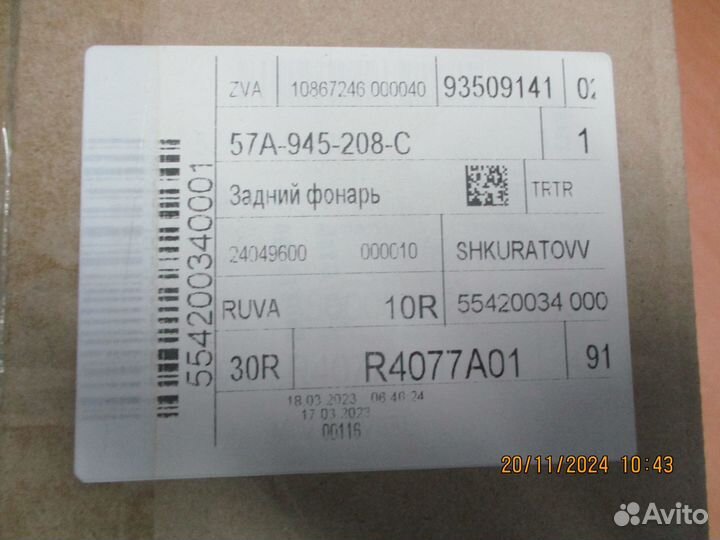 ZVA 10867246 000040 93509141 02
57A-945-208-C 1
Задний фонарь TRTR
24049600 000010 SHKURATOVV
RUVA 10R 55420034 000
30R R4077A01 91
18.03.2023 06:46:24
17.03.2023
00116
554200340001
20/11/2024 10:43
Avito